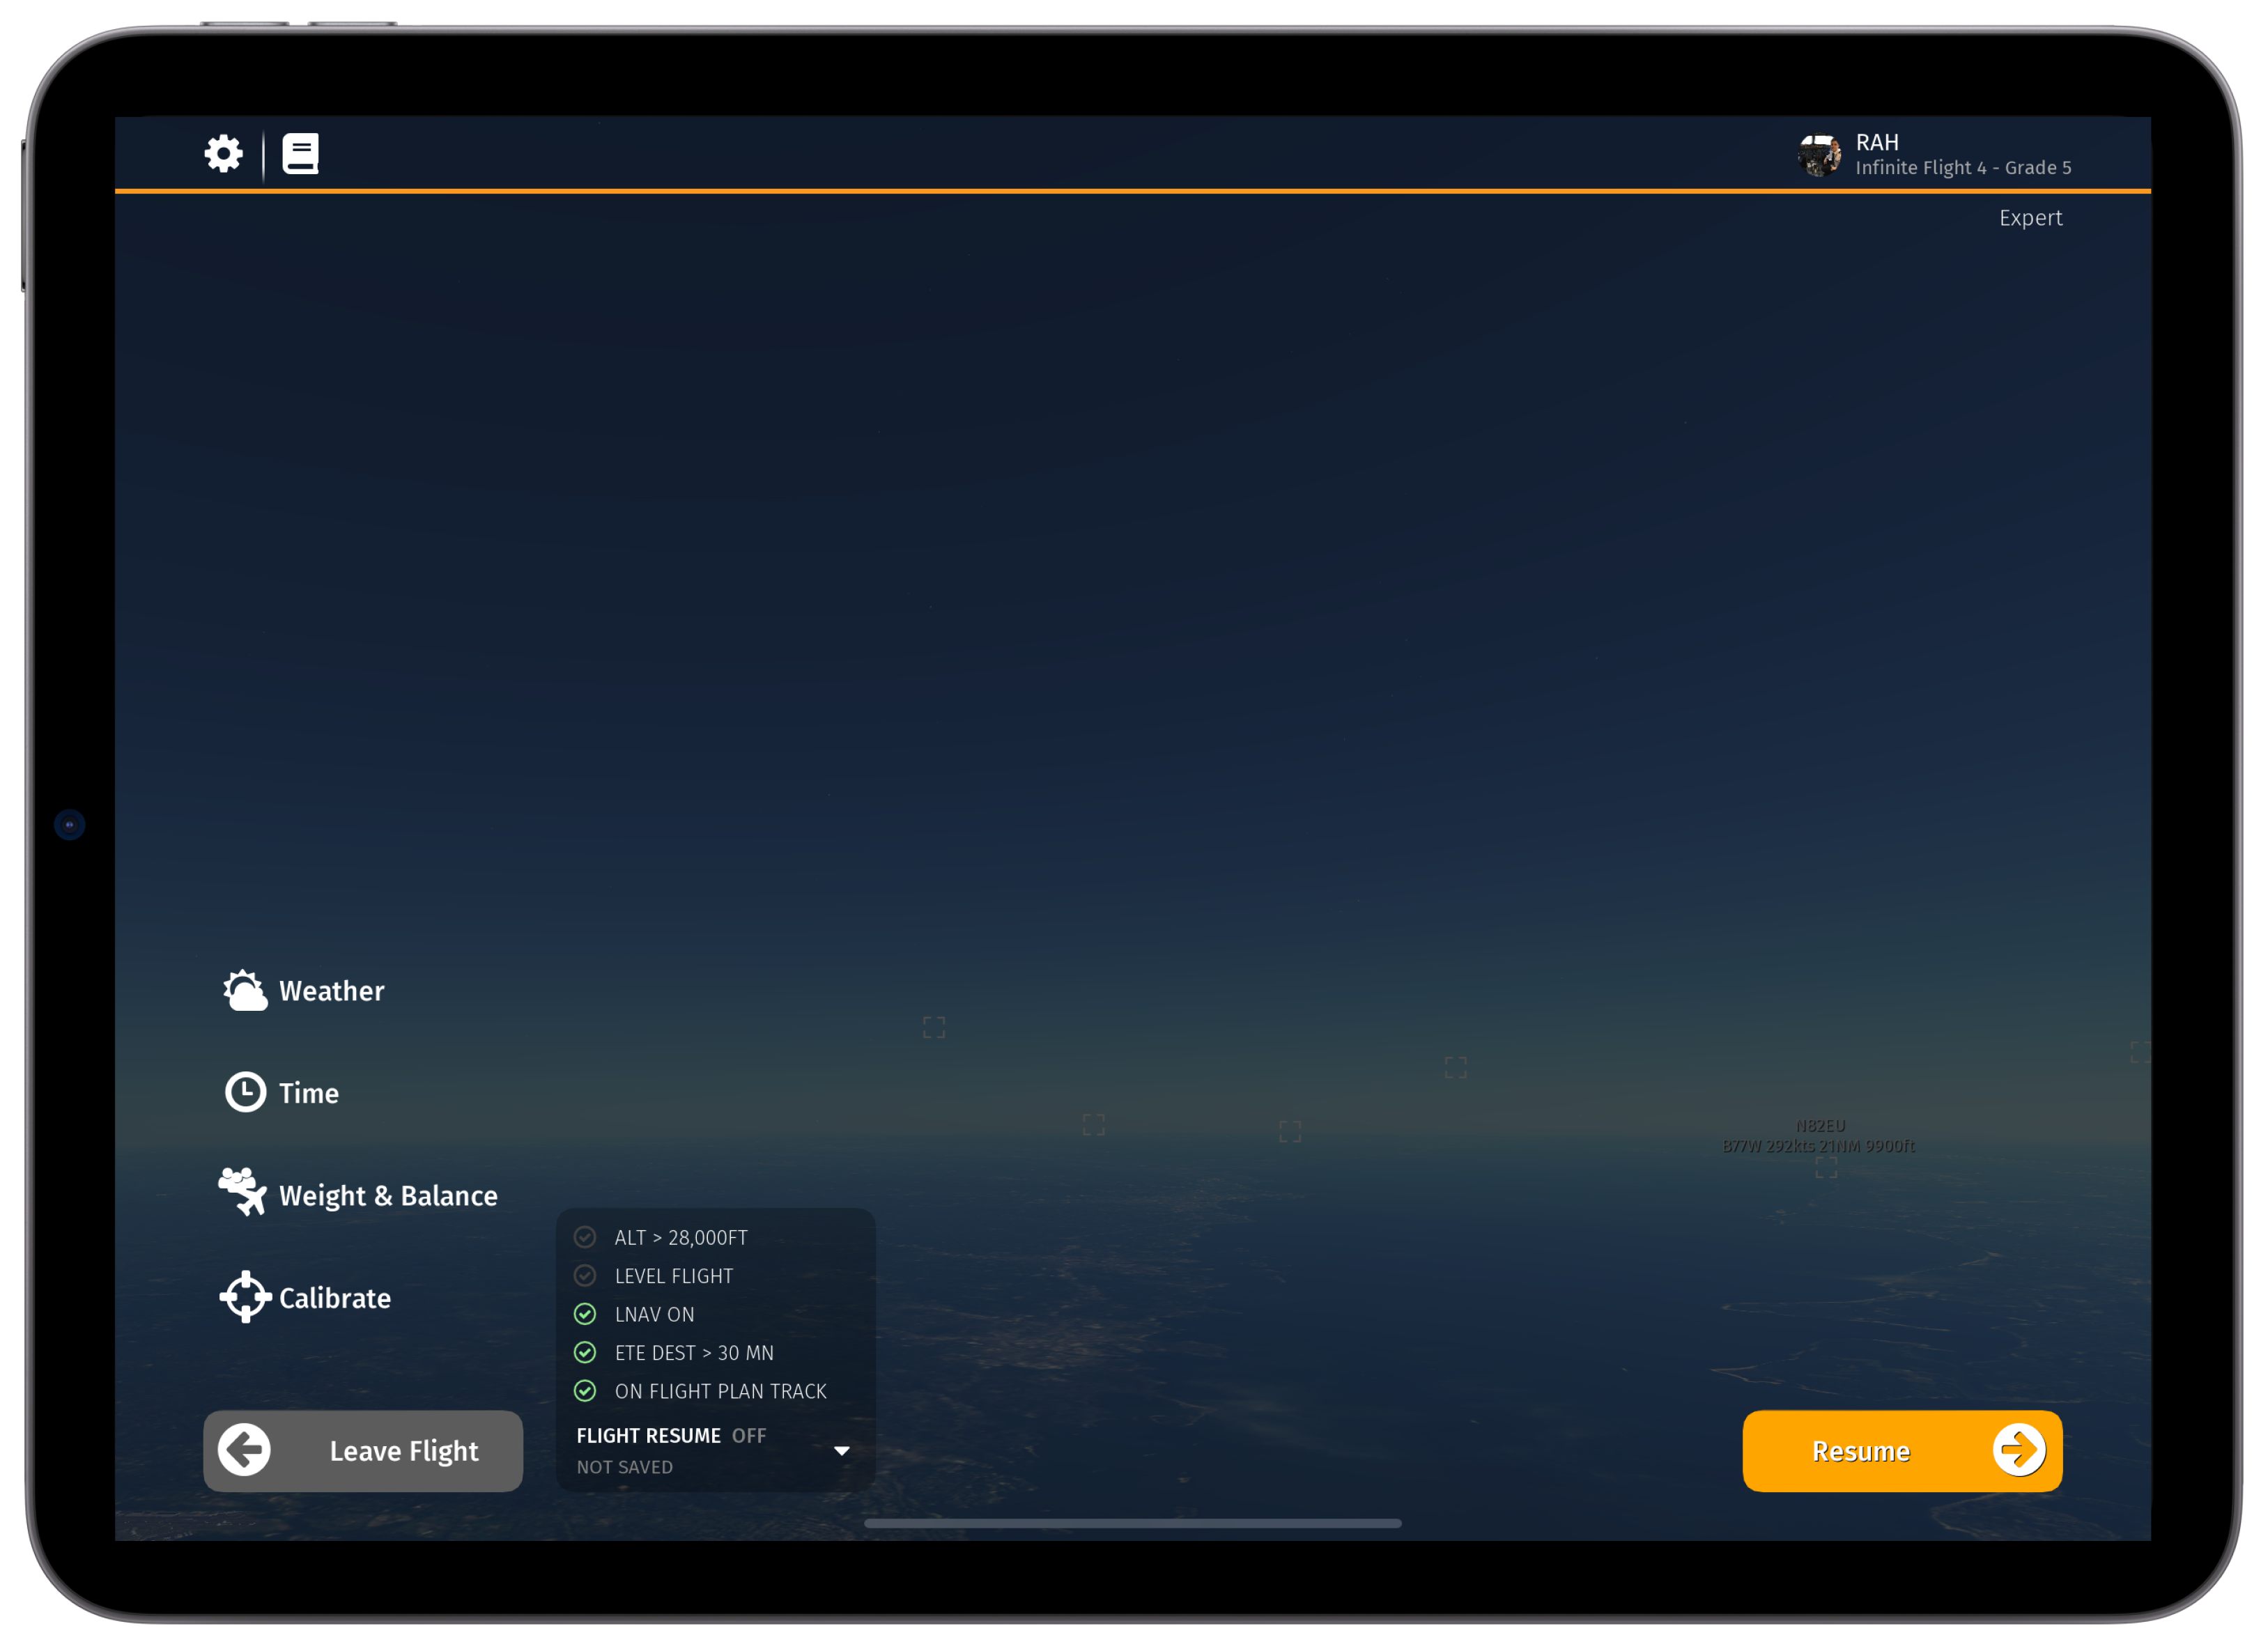 RAH
Infinite Flight 4 - Grade 5
Expert
Weather
Time
N82EU
B77W 292kts 21NM 9900ft
Weight & Balance
Calibrate
ALT > 28,000FT
LEVEL FLIGHT
LNAV ON
ETE DEST > 30 MN
ON FLIGHT PLAN TRACK
FLIGHT RESUME OFF
NOT SAVED
Leave Flight
Resume